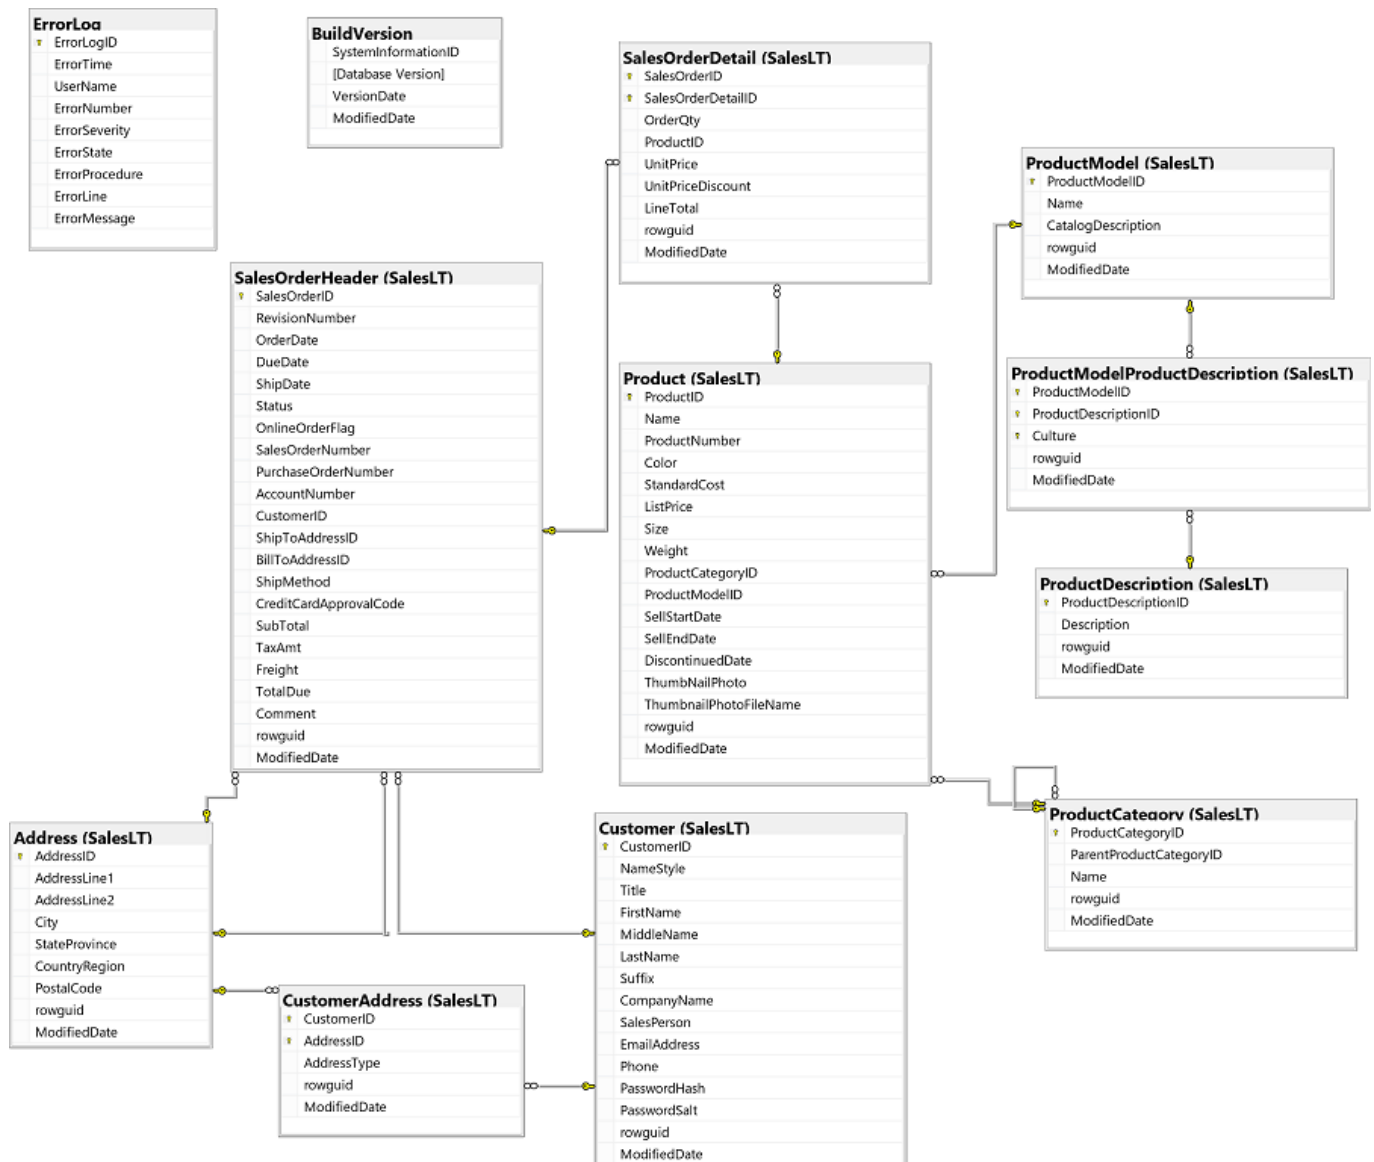 ErrorLog
ErrorLogID
ErrorTime
UserName
ErrorNumber
ErrorSeverity
ErrorState
ErrorProcedure
ErrorLine
ErrorMessage
BuildVersion
SystemInformationID
[Database Version]
VersionDate
ModifiedDate
SalesOrderDetail (SalesLT)
SalesOrderID
SalesOrderDetailID
OrderQty
ProductID
UnitPrice
UnitPriceDiscount
LineTotal
rowguid
ModifiedDate
ProductModel (SalesLT)
ProductModelID
Name
CatalogDescription
rowguid
ModifiedDate
SalesOrderHeader (SalesLT)
SalesOrderID
RevisionNumber
OrderDate
DueDate
ShipDate
Status
OnlineOrderFlag
SalesOrderNumber
PurchaseOrderNumber
AccountNumber
CustomerID
ShipToAddressID
BillToAddressID
ShipMethod
CreditCardApprovalCode
SubTotal
TaxAmt
Freight
TotalDue
Comment
rowguid
ModifiedDate
Product (SalesLT)
ProductID
Name
ProductNumber
Color
StandardCost
ListPrice
Size
Weight
ProductCategoryID
ProductModelID
SellStartDate
SellEndDate
DiscontinuedDate
ThumbNailPhoto
ThumbnailPhotoFileName
rowguid
ModifiedDate
ProductModelProductDescription (SalesLT)
ProductModelID
ProductDescriptionID
Culture
rowguid
ModifiedDate
ProductDescription (SalesLT)
ProductDescriptionID
Description
rowguid
ModifiedDate
Address (SalesLT)
AddressID
AddressLine1
AddressLine2
City
StateProvince
CountryRegion
PostalCode
rowguid
ModifiedDate
CustomerAddress (SalesLT)
CustomerID
AddressID
AddressType
rowguid
ModifiedDate
Customer (SalesLT)
CustomerID
NameStyle
Title
FirstName
MiddleName
LastName
Suffix
CompanyName
SalesPerson
EmailAddress
Phone
PasswordHash
PasswordSalt
rowguid
ModifiedDate
ProductCategory (SalesLT)
ProductCategoryID
ParentProductCategoryID
Name
rowguid
ModifiedDate